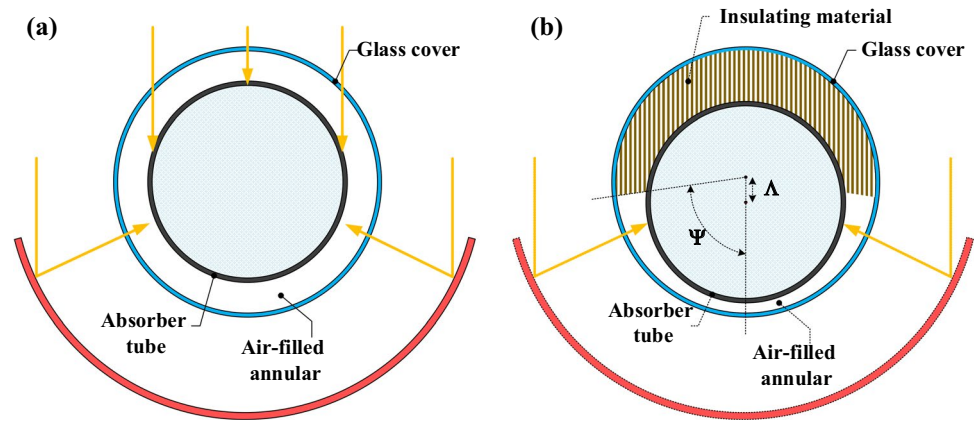 (a)
Glass cover
Absorber
tube
Air-filled
annular
(b)
Insulating material
Glass cover
Λ
Ψ
Absorber
tube
Air-filled
annular